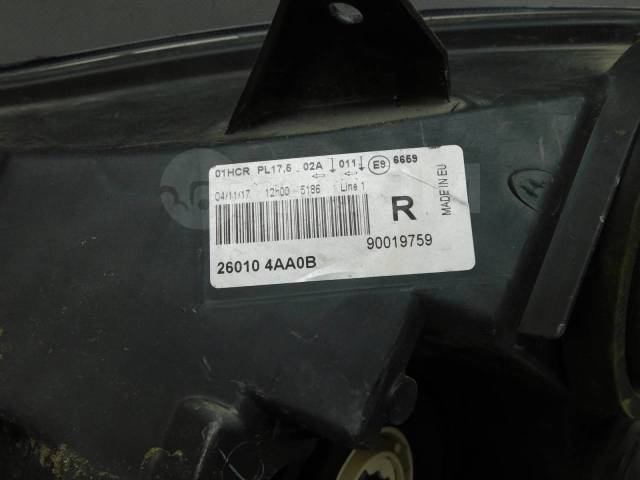 01HCR PL17.5 02A ↓ 011↓ E9 6659
04/11/17 12h00 5186 Line 1
R
MADE IN EU
90019759
26010 4AA0B